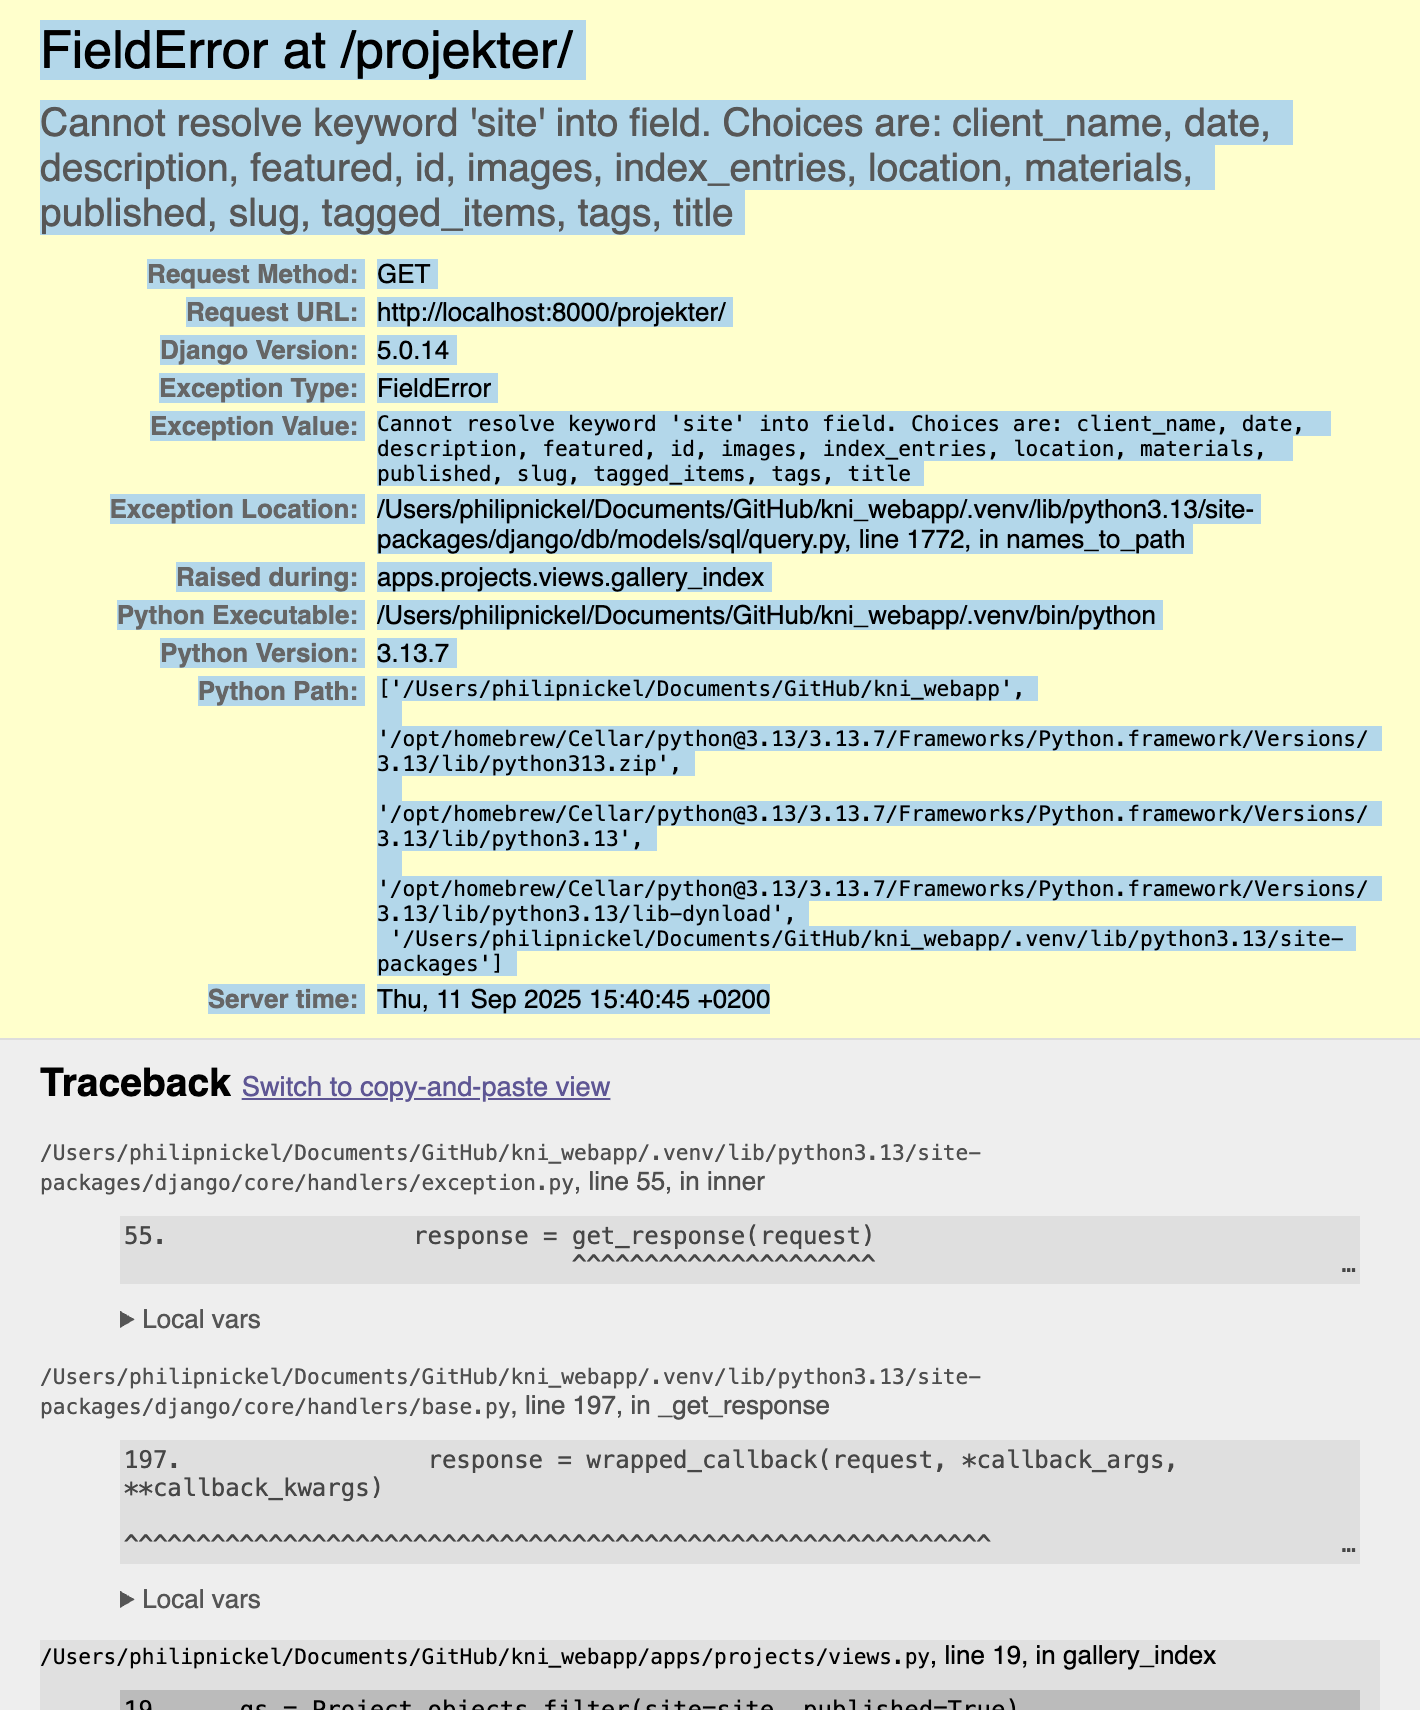 FieldError at /projekter/
Cannot resolve keyword 'site' into field. Choices are: client_name, date,
description, featured, id, images, index_entries, location, materials,
published, slug, tagged_items, tags, title
Request Method: GET
Request URL: http://localhost:8000/projekter/
Django Version: 5.0.14
Exception Type: FieldError
Exception Value: Cannot resolve keyword 'site' into field. Choices are: client_name, date,
description, featured, id, images, index_entries, location, materials,
published, slug, tagged_items, tags, title
Exception Location: /Users/philipnickel/Documents/GitHub/kni_webapp/.venv/lib/python3.13/site-
packages/django/db/models/sql/query.py, line 1772, in names_to_path
Raised during: apps.projects.views.gallery_index
Python Executable: /Users/philipnickel/Documents/GitHub/kni_webapp/.venv/bin/python
Python Version: 3.13.7
Python Path: ['/Users/philipnickel/Documents/GitHub/kni_webapp',
'/opt/homebrew/Cellar/python@3.13/3.13.7/Frameworks/Python.framework/Versions/
3.13/lib/python313.zip',
'/opt/homebrew/Cellar/python@3.13/3.13.7/Frameworks/Python.framework/Versions/
3.13/lib/python3.13',
'/opt/homebrew/Cellar/python@3.13/3.13.7/Frameworks/Python.framework/Versions/
3.13/lib/python3.13/lib-dynload',
'/Users/philipnickel/Documents/GitHub/kni_webapp/.venv/lib/python3.13/site-
packages']
Server time: Thu, 11 Sep 2025 15:40:45 +0200
Traceback Switch to copy-and-paste view
/Users/philipnickel/Documents/GitHub/kni_webapp/.venv/lib/python3.13/site-
packages/django/core/handlers/exception.py, line 55, in inner
55. response = get_response(request)
^^^^^^^^^^^^^^^^^^^^^
…
▶ Local vars
/Users/philipnickel/Documents/GitHub/kni_webapp/.venv/lib/python3.13/site-
packages/django/core/handlers/base.py, line 197, in _get_response
197. response = wrapped_callback(request, *callback_args,
**callback_kwargs)
^^^^^^^^^^^^^^^^^^^^^^^^^^^^^^^^^^^^^^^^^^^^^^^^^^^^^^^^^^^^
…
▶ Local vars
/Users/philipnickel/Documents/GitHub/kni_webapp/apps/projects/views.py, line 19, in gallery_index
19. qs = Project.objects.filter(site=site, published=True)